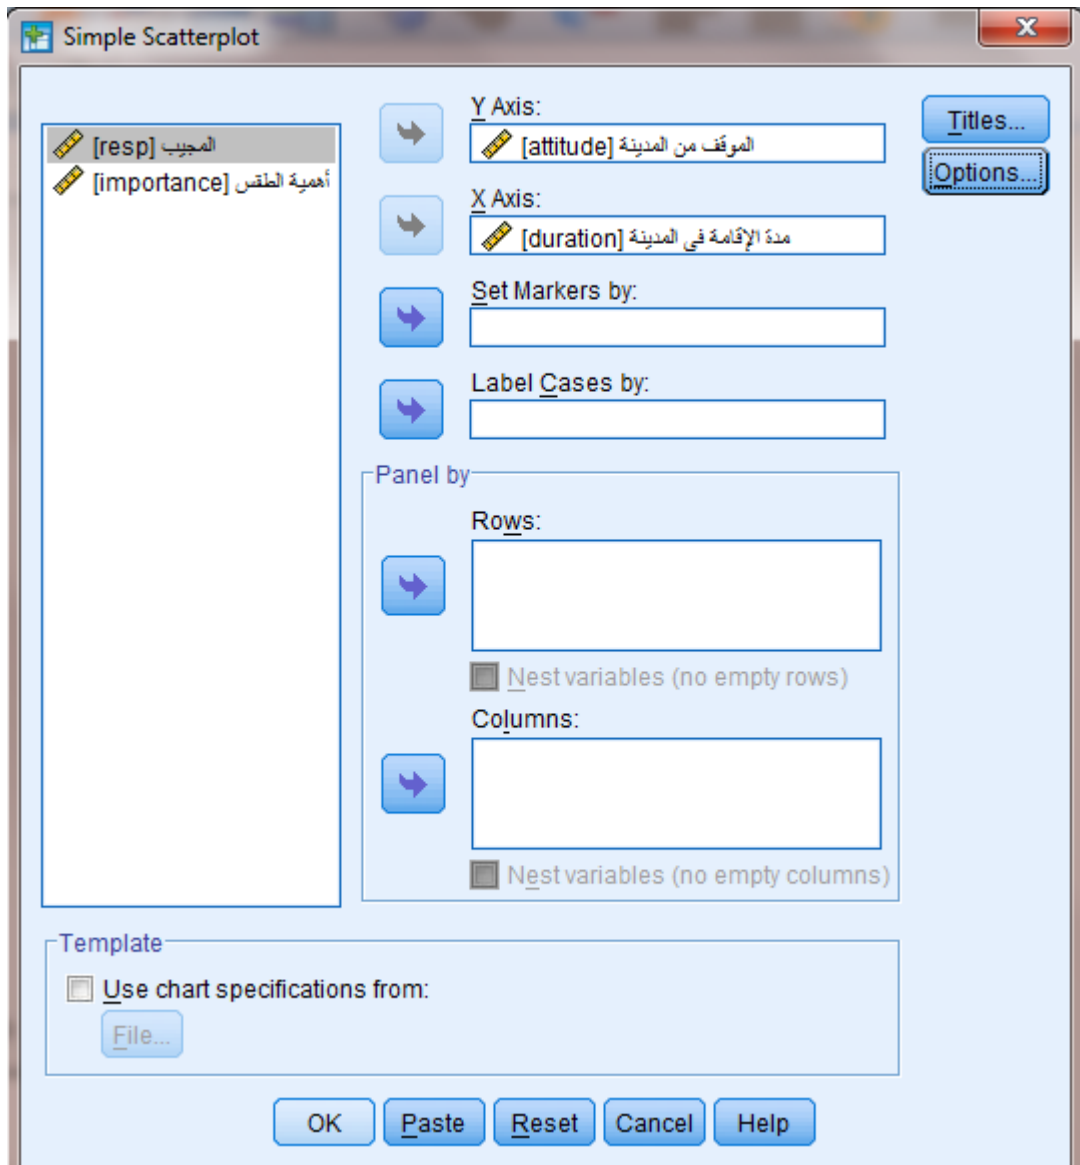 Simple Scatterplot
المجيب [resp]
أهمية الطقس [importance]
Y Axis:
الموقف من المدينة [attitude]
X Axis:
مدة الإقامة في المدينة [duration]
Set Markers by:
Label Cases by:
Panel by
Rows:
Nest variables (no empty rows)
Columns:
Nest variables (no empty columns)
Titles...
Options...
Template
Use chart specifications from:
File...
OK Paste Reset Cancel Help